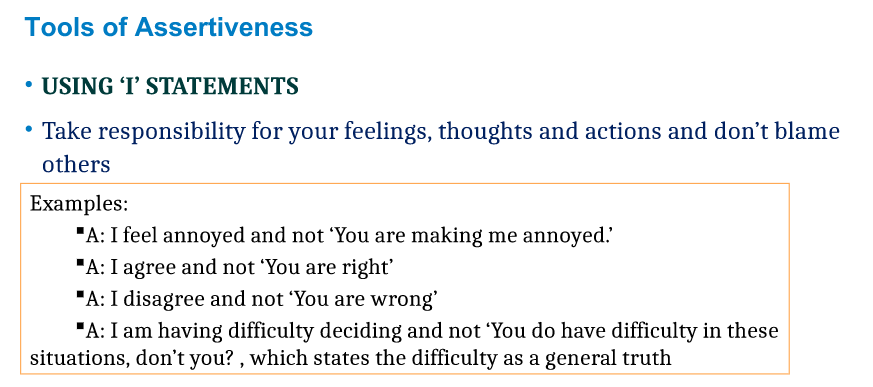 Tools of Assertiveness
• USING ‘I’ STATEMENTS
• Take responsibility for your feelings, thoughts and actions and don’t blame
others
Examples:
▪A: I feel annoyed and not ‘You are making me annoyed.’
▪A: I agree and not ‘You are right’
▪A: I disagree and not ‘You are wrong’
▪A: I am having difficulty deciding and not ‘You do have difficulty in these
situations, don’t you? , which states the difficulty as a general truth